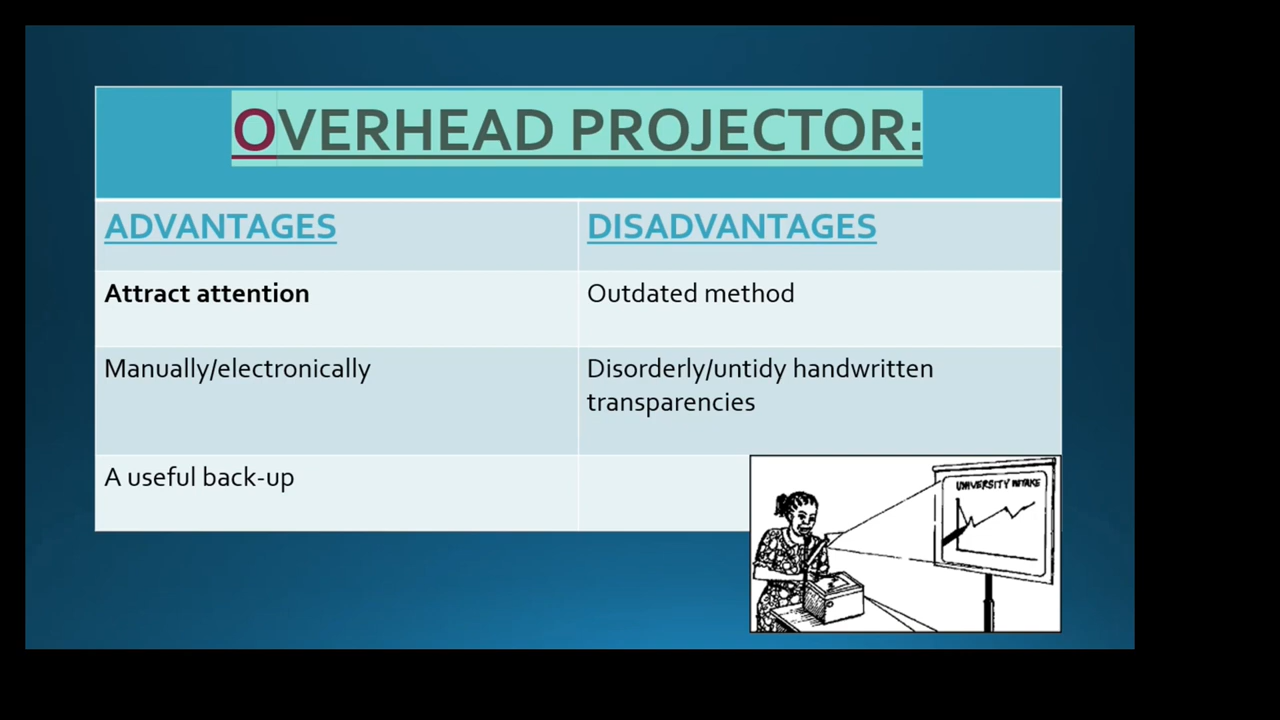 OVERHEAD PROJECTOR:
ADVANTAGES
DISADVANTAGES
Attract attention
Outdated method
Manually/electronically
Disorderly/untidy handwritten
transparencies
A useful back-up
UNIVERSITY INTAKE